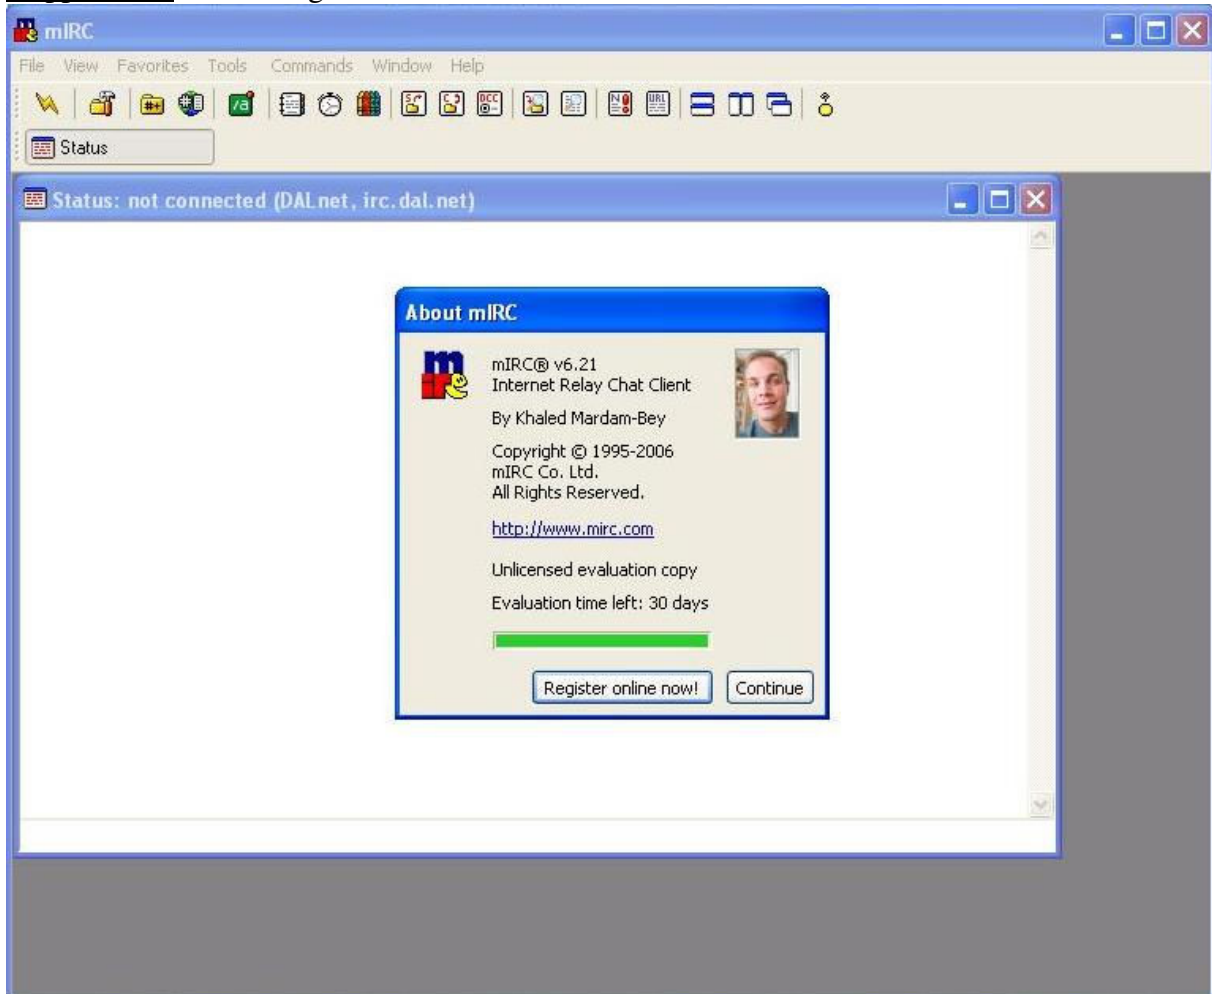 mIRC
File View Favorites Tools Commands Window Help
Status
Status: not connected (DALnet, irc.dal.net)
About mIRC
mIRC® v6.21
Internet Relay Chat Client
By Khaled Mardam-Bey
Copyright © 1995-2006
mIRC Co. Ltd.
All Rights Reserved.
http://www.mirc.com
Unlicensed evaluation copy
Evaluation time left: 30 days
Register online now! Continue